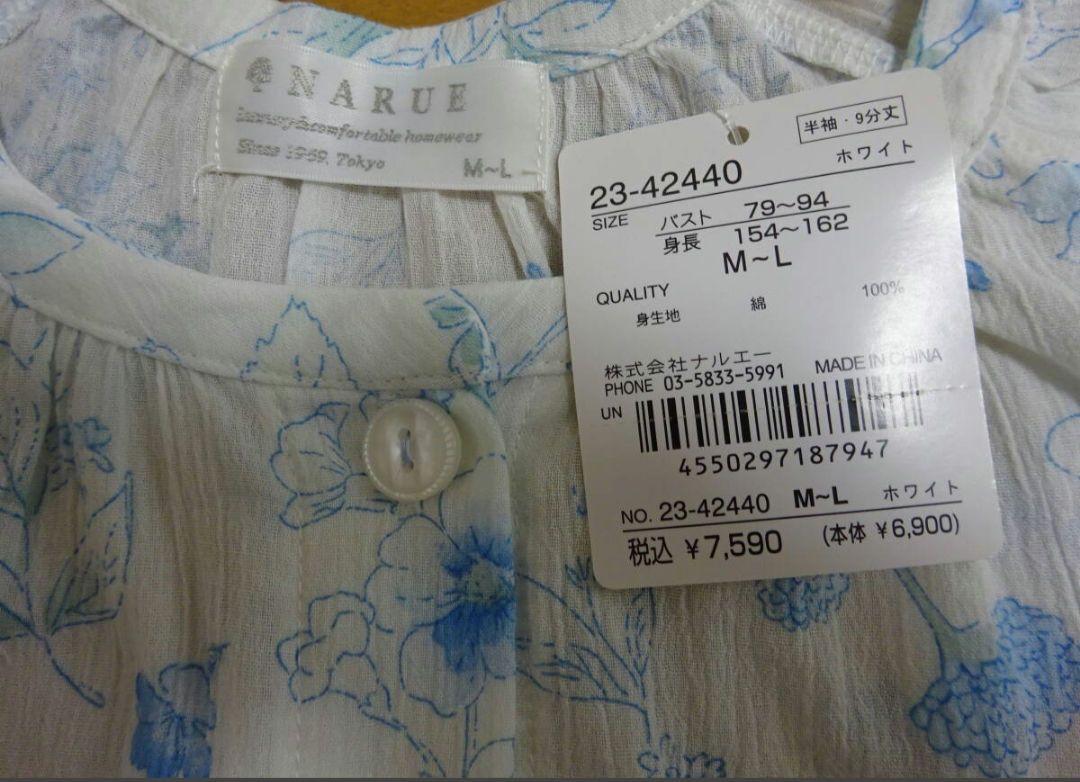 NARUE
Luxury&comfortable homewear
Since 1969, Tokyo
M~L
半袖・9分丈
ホワイト
23-42440
SIZE バスト 79~94
身長 154~162
M~L
QUALITY
身生地 綿 100%
株式会社ナルエー
PHONE 03-5833-5991 MADE IN CHINA
UN
4550297187947
NO. 23-42440 M~L ホワイト
税込 ¥7,590 (本体 ¥6,900)